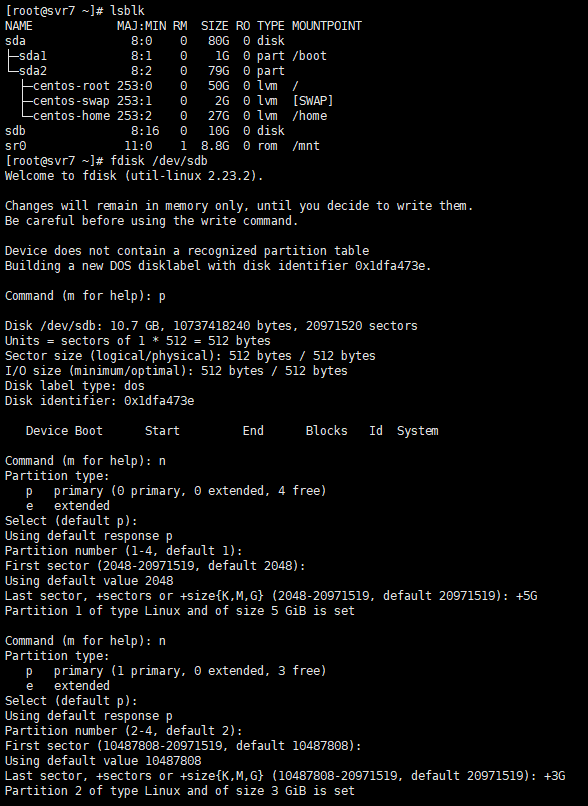 [root@svr7 ~]# lsblk
NAME            MAJ:MIN RM  SIZE RO TYPE MOUNTPOINT
sda               8:0    0   80G  0 disk
├─sda1            8:1    0    1G  0 part /boot
└─sda2            8:2    0   79G  0 part
  ├─centos-root 253:0    0   50G  0 lvm  /
  ├─centos-swap 253:1    0    2G  0 lvm  [SWAP]
  └─centos-home 253:2    0   27G  0 lvm  /home
sdb               8:16   0   10G  0 disk
sr0              11:0    1  8.8G  0 rom  /mnt
[root@svr7 ~]# fdisk /dev/sdb
Welcome to fdisk (util-linux 2.23.2).

Changes will remain in memory only, until you decide to write them.
Be careful before using the write command.

Device does not contain a recognized partition table
Building a new DOS disklabel with disk identifier 0x1dfa473e.

Command (m for help): p

Disk /dev/sdb: 10.7 GB, 10737418240 bytes, 20971520 sectors
Units = sectors of 1 * 512 = 512 bytes
Sector size (logical/physical): 512 bytes / 512 bytes
I/O size (minimum/optimal): 512 bytes / 512 bytes
Disk label type: dos
Disk identifier: 0x1dfa473e

   Device Boot      Start         End      Blocks   Id  System

Command (m for help): n
Partition type:
   p   primary (0 primary, 0 extended, 4 free)
   e   extended
Select (default p):
Using default response p
Partition number (1-4, default 1):
First sector (2048-20971519, default 2048):
Using default value 2048
Last sector, +sectors or +size{K,M,G} (2048-20971519, default 20971519): +5G
Partition 1 of type Linux and of size 5 GiB is set

Command (m for help): n
Partition type:
   p   primary (1 primary, 0 extended, 3 free)
   e   extended
Select (default p):
Using default response p
Partition number (2-4, default 2):
First sector (10487808-20971519, default 10487808):
Using default value 10487808
Last sector, +sectors or +size{K,M,G} (10487808-20971519, default 20971519): +3G
Partition 2 of type Linux and of size 3 GiB is set